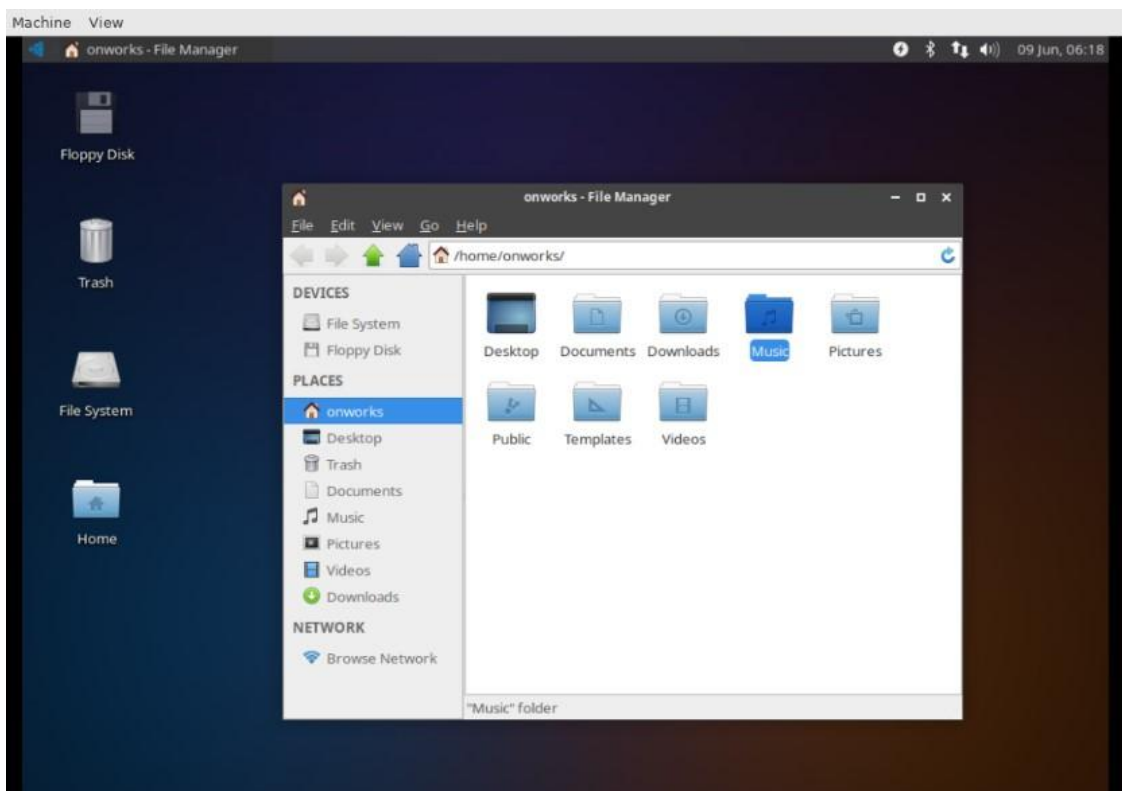 Machine View
onworks - File Manager 09 Jun, 06:18
Floppy Disk
Trash
File System
Home
onworks - File Manager
File Edit View Go Help
/home/onworks/
DEVICES
File System
Floppy Disk
PLACES
onworks
Desktop
Trash
Documents
Music
Pictures
Videos
Downloads
NETWORK
Browse Network
Desktop Documents Downloads Music Pictures
Public Templates Videos
"Music" folder